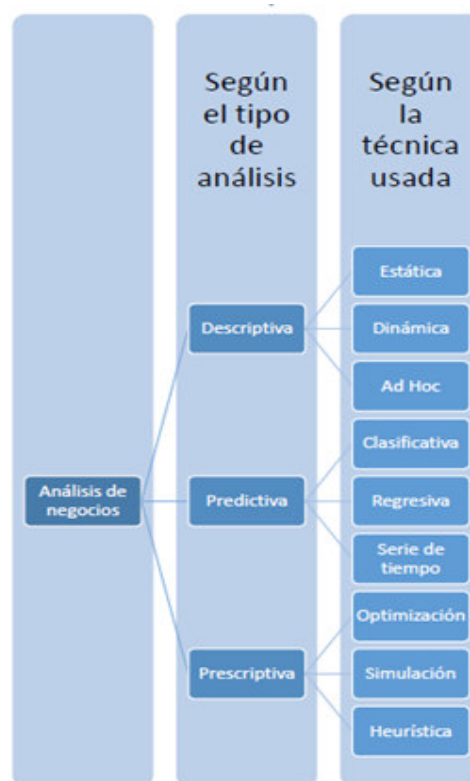 Según
el tipo
de
análisis
Según
la
técnica
usada
Análisis de
negocios
Descriptiva
Predictiva
Prescriptiva
Estática
Dinámica
Ad Hoc
Clasificativa
Regresiva
Serie de
tiempo
Optimización
Simulación
Heurística